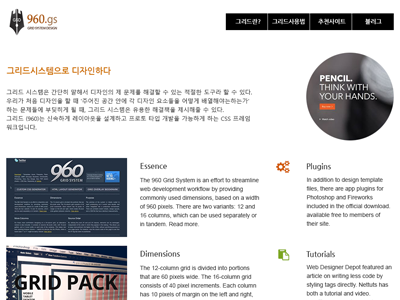 960.gs
GRID SYSTEM DESIGN
그리드란?
그리드사용법
추천사이트
블러그
그리드시스템으로 디자인하다
그리드 시스템은 간단히 말해서 디자인의 제 문제를 해결할 수 있는 적절한 도구라 할 수 있다.
우리가 처음 디자인을 할 때 '주어진 공간 안에 각 디자인 요소들을 어떻게 배열해야하는가?'
하는 문제들에 부딪히게 될 때, 그리드 시스템은 유용한 해결책을 제시해줄 수 있다.
그리드 (960)는 신속하게 레이아웃을 설계하고 프로토 타입 개발을 가능하게 하는 CSS 프레임
워크입니다.
PENCIL.
THINK WITH
YOUR HANDS.
960
GRID SYSTEM
Essence
The 960 Grid System is an effort to streamline
web development workflow by providing
commonly used dimensions, based on a width
of 960 pixels. There are two variants: 12 and
16 columns, which can be used separately or
in tandem. Read more.
Plugins
In addition to design template
files, there are app plugins for
Photoshop and Fireworks
included in the official download.
available free to members of
their site.
GRID PACK
Dimensions
The 12-column grid is divided into portions
that are 60 pixels wide. The 16-column grid
consists of 40 pixel increments. Each column
has 10 pixels of margin on the left and right,
Tutorials
Web Designer Depot featured an
article on writing less code by
styling tags directly. Nettuts has
both a tutorial and video.